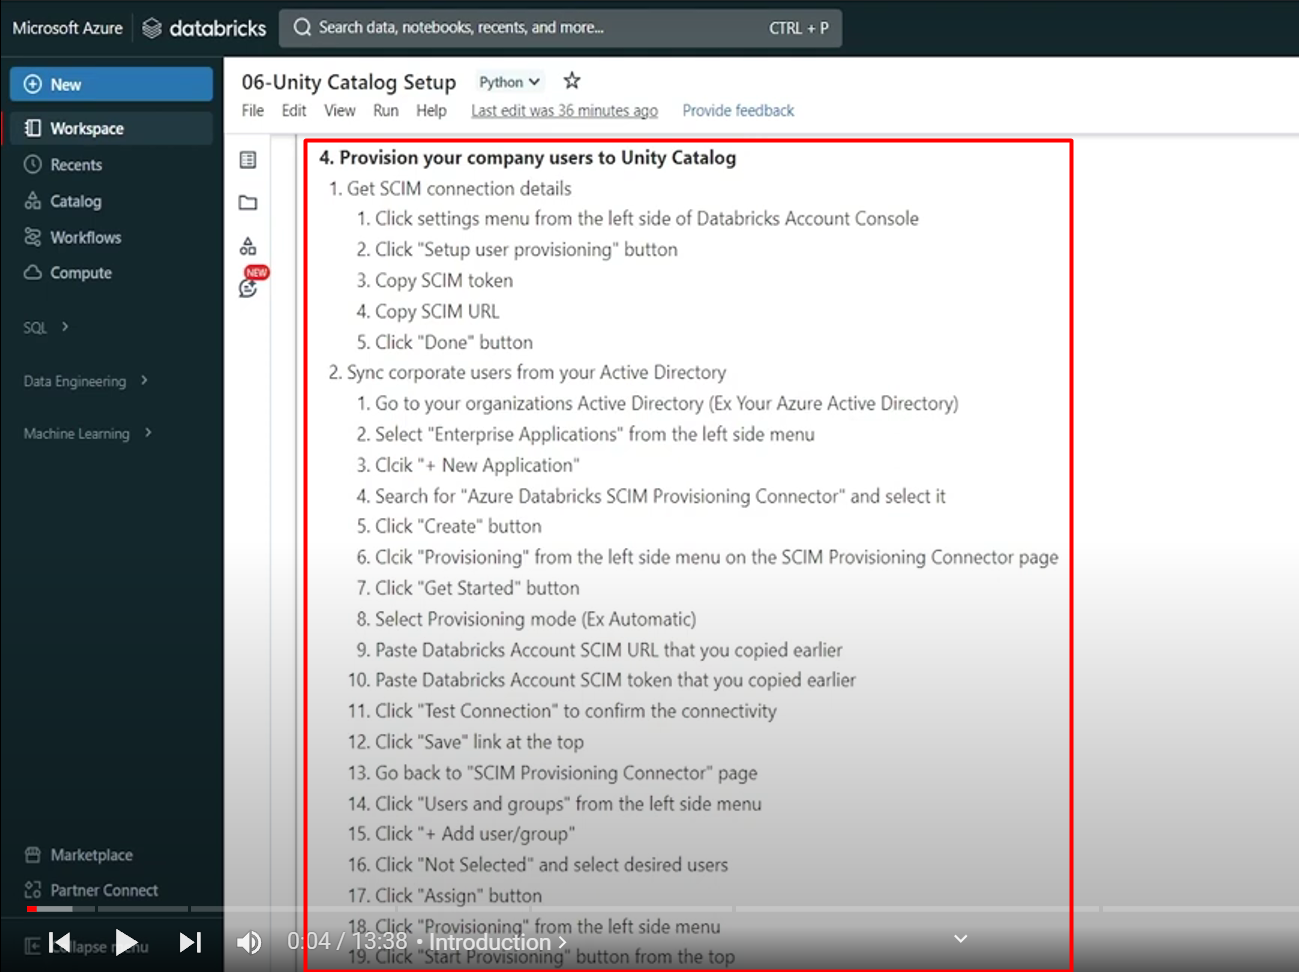 Microsoft Azure databricks Search data, notebooks, recents, and more... CTRL + P
New
Workspace
Recents
Catalog
Workflows
Compute
SQL
Data Engineering
Machine Learning
Marketplace
Partner Connect
Collapse menu
06-Unity Catalog Setup Python
File Edit View Run Help Last edit was 36 minutes ago Provide feedback
NEW
4. Provision your company users to Unity Catalog
1. Get SCIM connection details
1. Click settings menu from the left side of Databricks Account Console
2. Click "Setup user provisioning" button
3. Copy SCIM token
4. Copy SCIM URL
5. Click "Done" button
2. Sync corporate users from your Active Directory
1. Go to your organizations Active Directory (Ex Your Azure Active Directory)
2. Select "Enterprise Applications" from the left side menu
3. Clcik "+ New Application"
4. Search for "Azure Databricks SCIM Provisioning Connector" and select it
5. Click "Create" button
6. Clcik "Provisioning" from the left side menu on the SCIM Provisioning Connector page
7. Click "Get Started" button
8. Select Provisioning mode (Ex Automatic)
9. Paste Databricks Account SCIM URL that you copied earlier
10. Paste Databricks Account SCIM token that you copied earlier
11. Click "Test Connection" to confirm the connectivity
12. Click "Save" link at the top
13. Go back to "SCIM Provisioning Connector" page
14. Click "Users and groups" from the left side menu
15. Click "+ Add user/group"
16. Click "Not Selected" and select desired users
17. Click "Assign" button
18. Click "Provisioning" from the left side menu
19. Click "Start Provisioning" button from the top
0:04 / 13:38 • Introduction